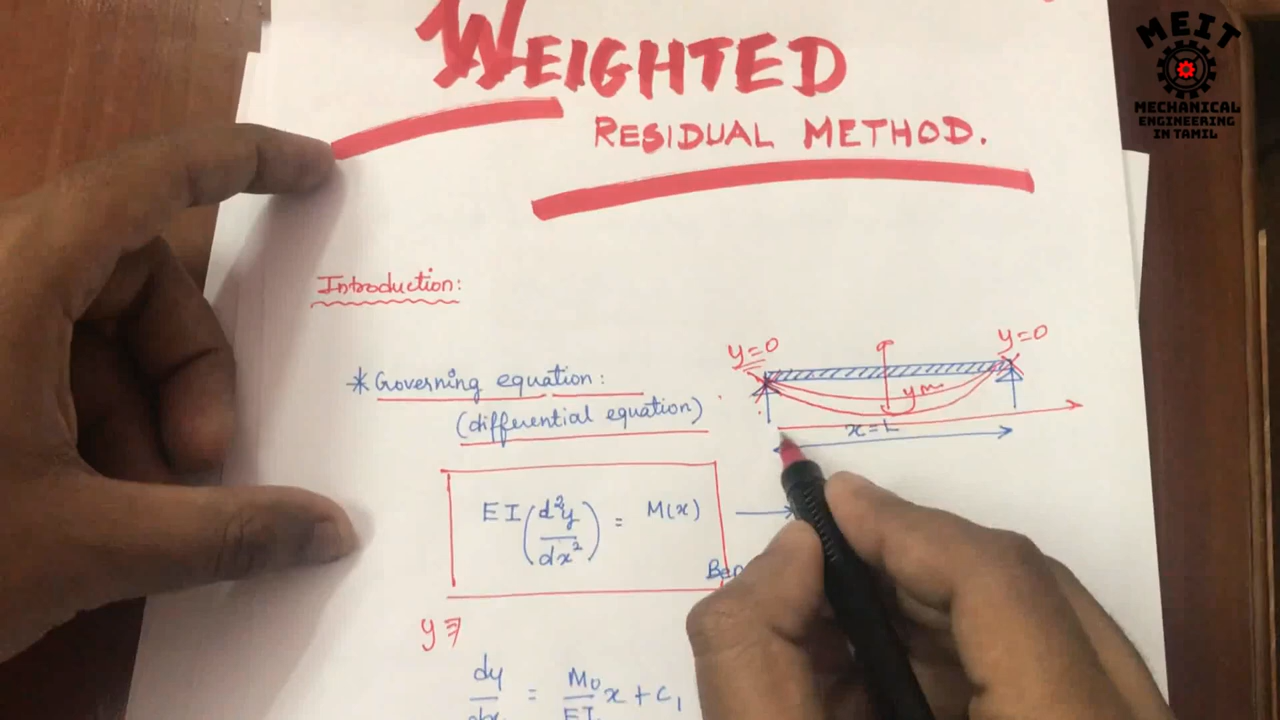 WEIGHTED
RESIDUAL METHOD.
MEIT
MECHANICAL
ENGINEERING
IN TAMIL
Introduction:
y=0
y=0
*Governing equation:
(differential equation)
ym
x=L
EI(d²y/dx²) = M(x)
y=
dy/dx = M₀/EI x + C₁